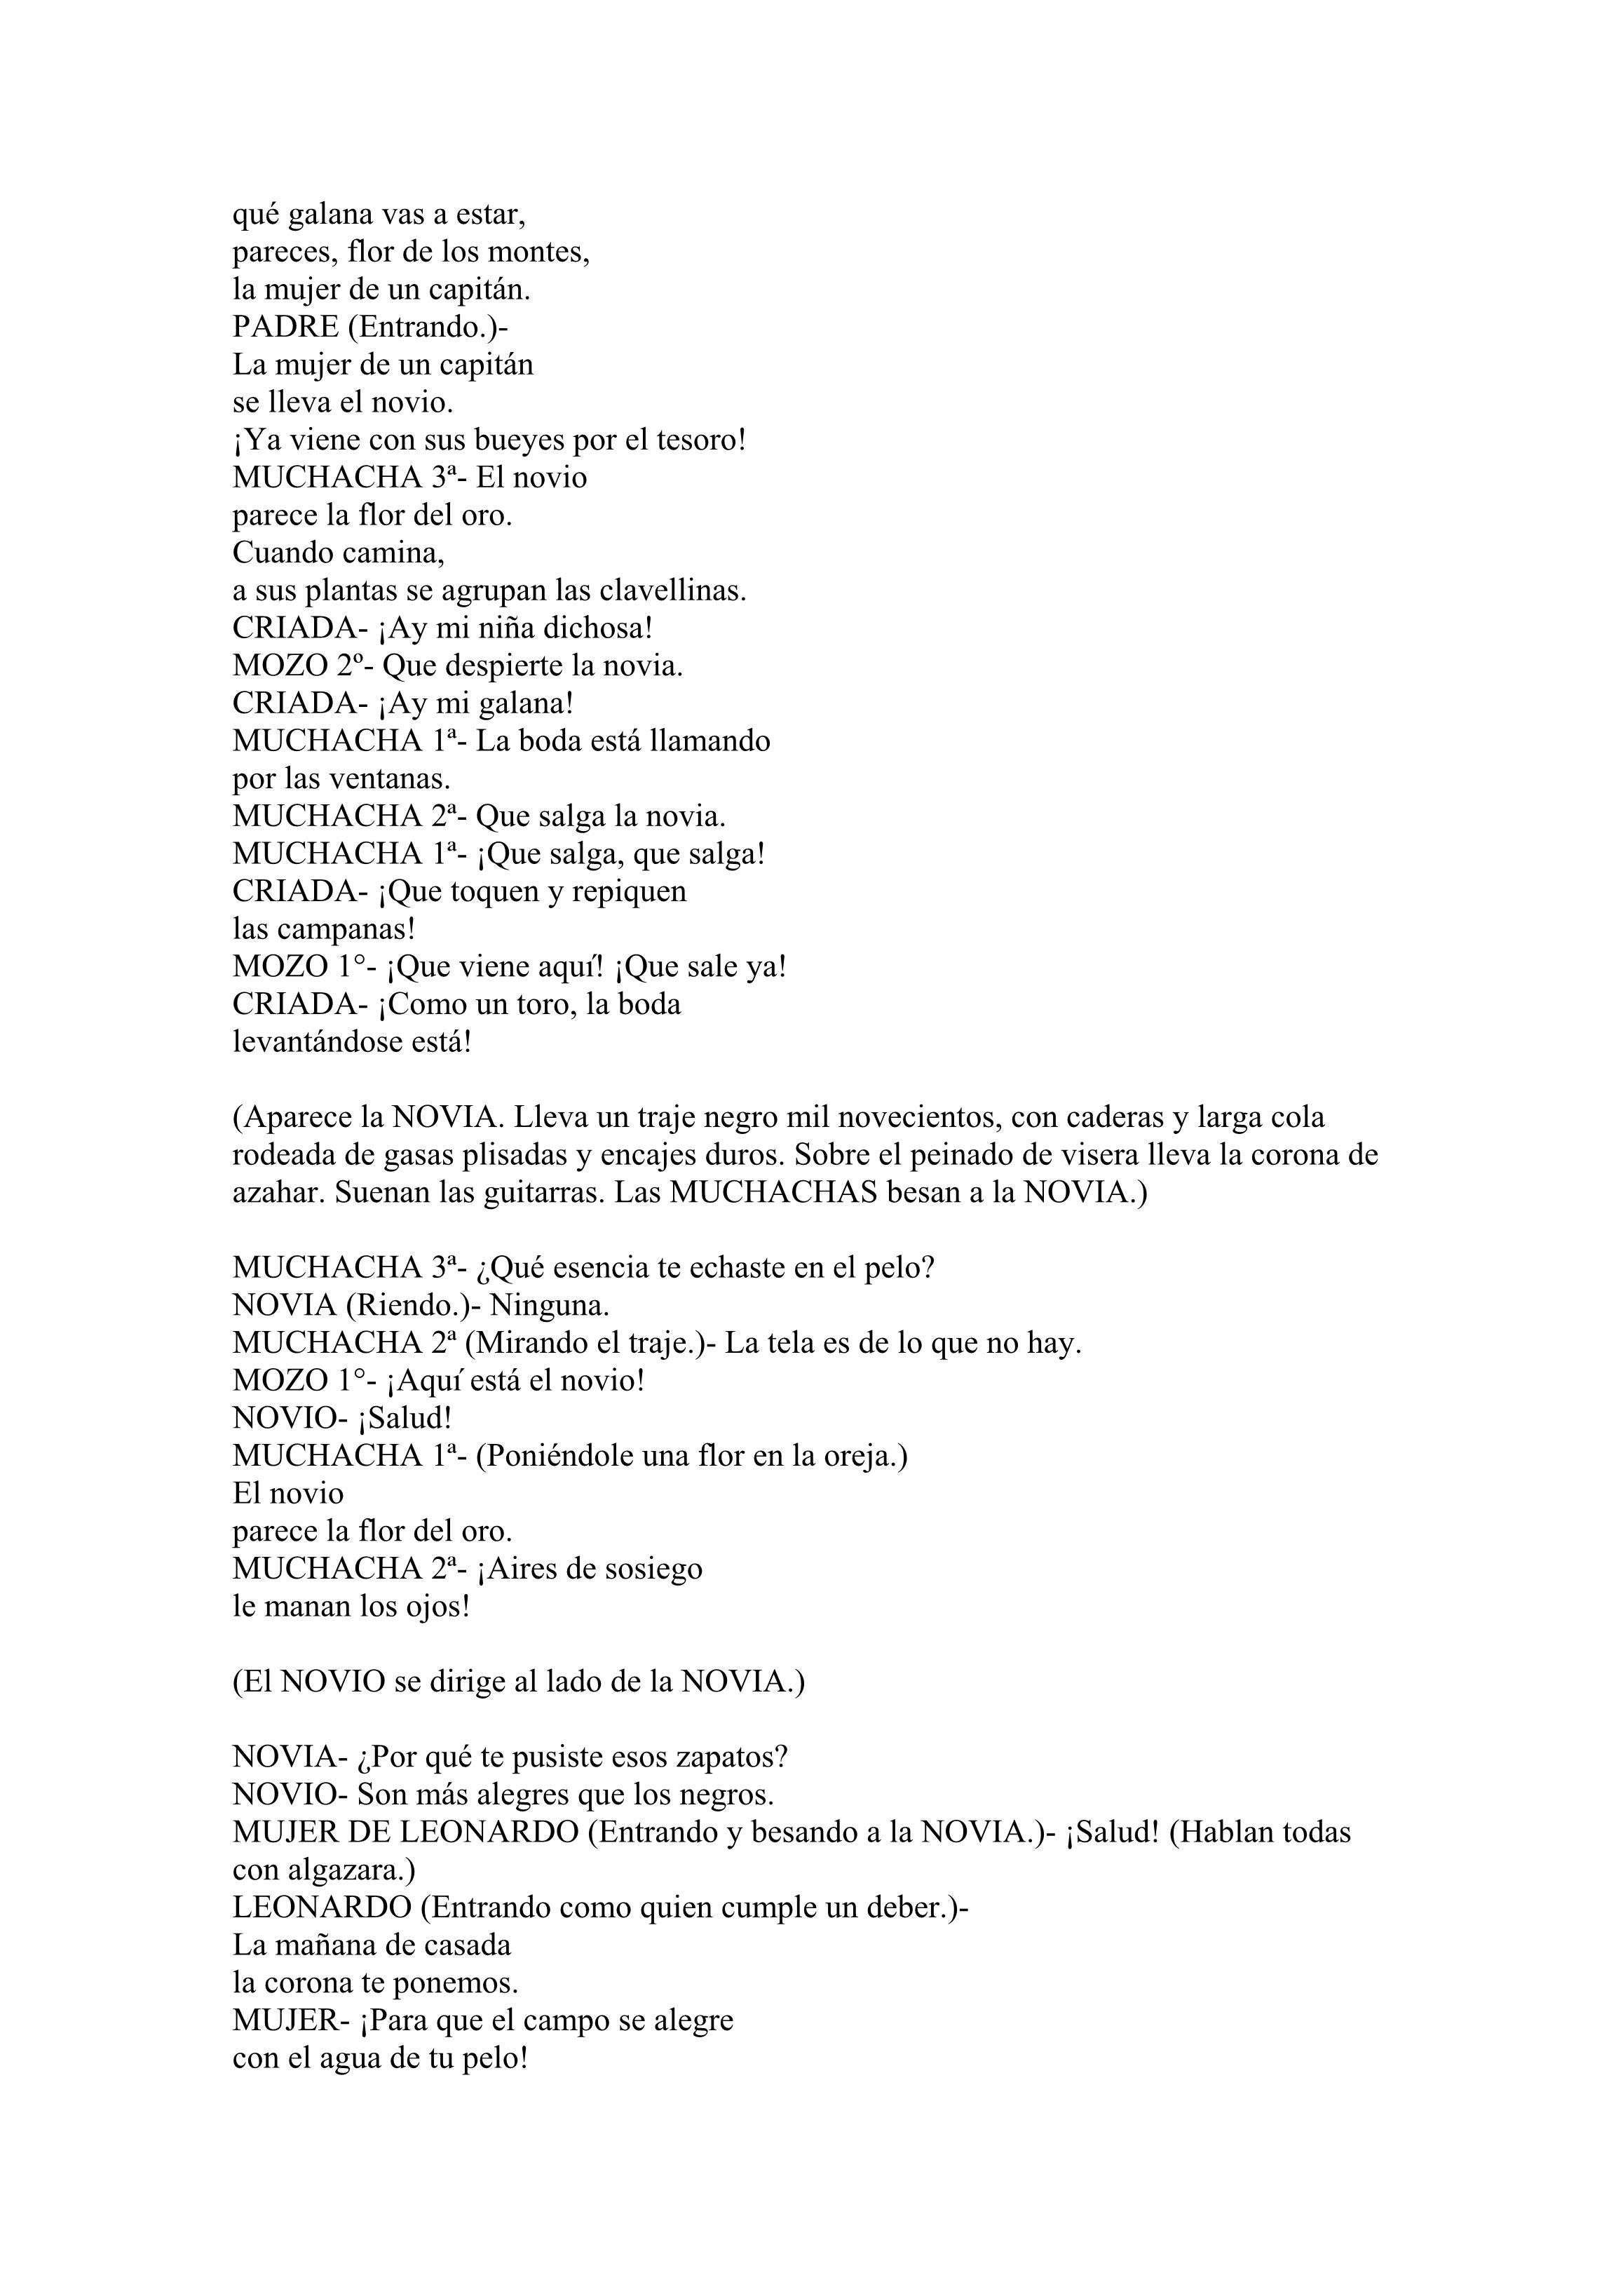 qué galana vas a estar,
pareces, flor de los montes,
la mujer de un capitán.
PADRE (Entrando.)-
La mujer de un capitán
se lleva el novio.
¡Ya viene con sus bueyes por el tesoro!
MUCHACHA 3ª- El novio
parece la flor del oro.
Cuando camina,
a sus plantas se agrupan las clavellinas.
CRIADA- ¡Ay mi niña dichosa!
MOZO 2º- Que despierte la novia.
CRIADA- ¡Ay mi galana!
MUCHACHA 1ª- La boda está llamando
por las ventanas.
MUCHACHA 2ª- Que salga la novia.
MUCHACHA 1ª- ¡Que salga, que salga!
CRIADA- ¡Que toquen y repiquen
las campanas!
MOZO 1°- ¡Que viene aquí! ¡Que sale ya!
CRIADA- ¡Como un toro, la boda
levantándose está!

(Aparece la NOVIA. Lleva un traje negro mil novecientos, con caderas y larga cola
rodeada de gasas plisadas y encajes duros. Sobre el peinado de visera lleva la corona de
azahar. Suenan las guitarras. Las MUCHACHAS besan a la NOVIA.)

MUCHACHA 3ª- ¿Qué esencia te echaste en el pelo?
NOVIA (Riendo.)- Ninguna.
MUCHACHA 2ª (Mirando el traje.)- La tela es de lo que no hay.
MOZO 1°- ¡Aquí está el novio!
NOVIO- ¡Salud!
MUCHACHA 1ª- (Poniéndole una flor en la oreja.)
El novio
parece la flor del oro.
MUCHACHA 2ª- ¡Aires de sosiego
le manan los ojos!

(El NOVIO se dirige al lado de la NOVIA.)

NOVIA- ¿Por qué te pusiste esos zapatos?
NOVIO- Son más alegres que los negros.
MUJER DE LEONARDO (Entrando y besando a la NOVIA.)- ¡Salud! (Hablan todas
con algazara.)
LEONARDO (Entrando como quien cumple un deber.)-
La mañana de casada
la corona te ponemos.
MUJER- ¡Para que el campo se alegre
con el agua de tu pelo!